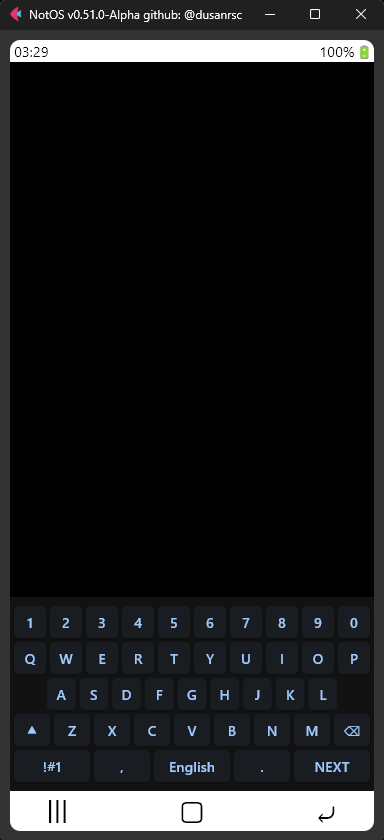 NotOS v0.51.0-Alpha github: @dusanrsc
03:29 100%
1 2 3 4 5 6 7 8 9 0
Q W E R T Y U I O P
A S D F G H J K L
Z X C V B N M
!#1 , English . NEXT